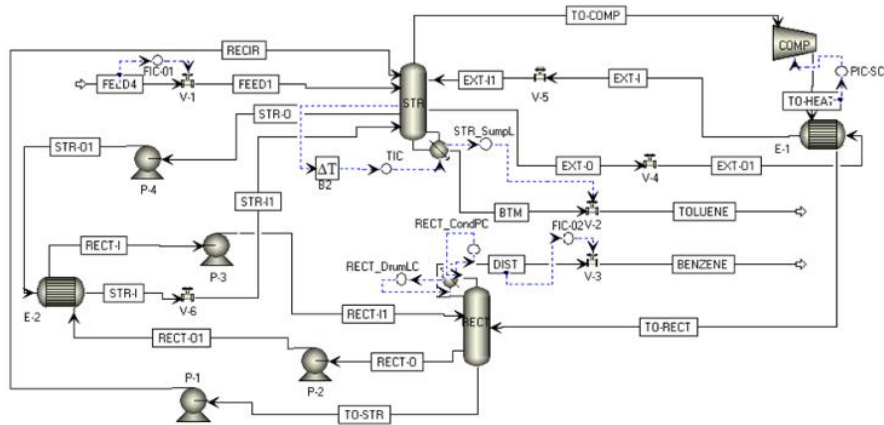 TO-COMP
COMP
RECIR
FIC-01
FEED4
V-1
FEED1
EXT-I1
V-5
EXT-I
PIC-SC
TO-HEAT
STR
STR-O
STR_SumpL
E-1
STR-O1
P-4
ΔT
B2
TIC
EXT-O
V-4
EXT-O1
STR-I1
BTM
V-2
TOLUENE
RECT_CondPC
FIC-02
RECT-I
P-3
RECT_DrumLC
DIST
V-3
BENZENE
E-2
STR-I
V-6
RECT-I1
RECT
TO-RECT
RECT-O1
P-2
RECT-O
P-1
TO-STR